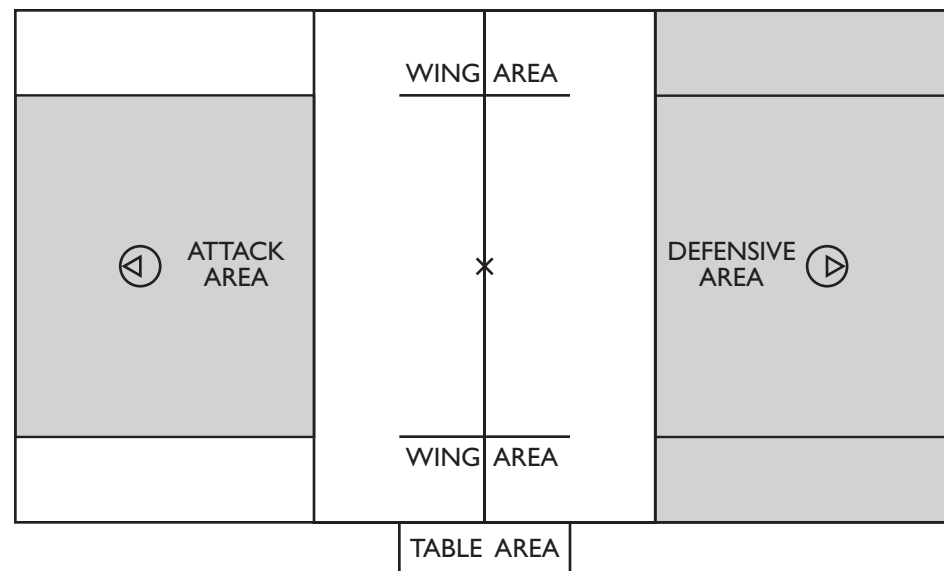 WING AREA
ATTACK
AREA
DEFENSIVE
AREA
WING AREA
TABLE AREA